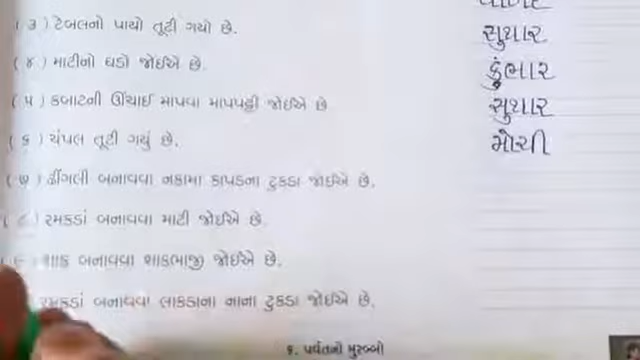 (૩) ટેબલનો પાયો તૂટી ગયો છે. સુથાર
(૪) માટીનો ઘડો જોઈએ છે. કુંભાર
(૫) કબાટની ઊંચાઈ માપવા માપપટ્ટી જોઈએ છે સુથાર
(૬) ચંપલ તૂટી ગયું છે. મોચી
(૭) ઢીંગલી બનાવવા નકામા કાપડના ટુકડા જોઈએ છે.
(૮) રમકડાં બનાવવા માટી જોઈએ છે.
શાક બનાવવા શાકભાજી જોઈએ છે.
રમકડાં બનાવવા લાકડાના નાના ટુકડા જોઈએ છે.
૬. પર્વતનો મુરબ્બો